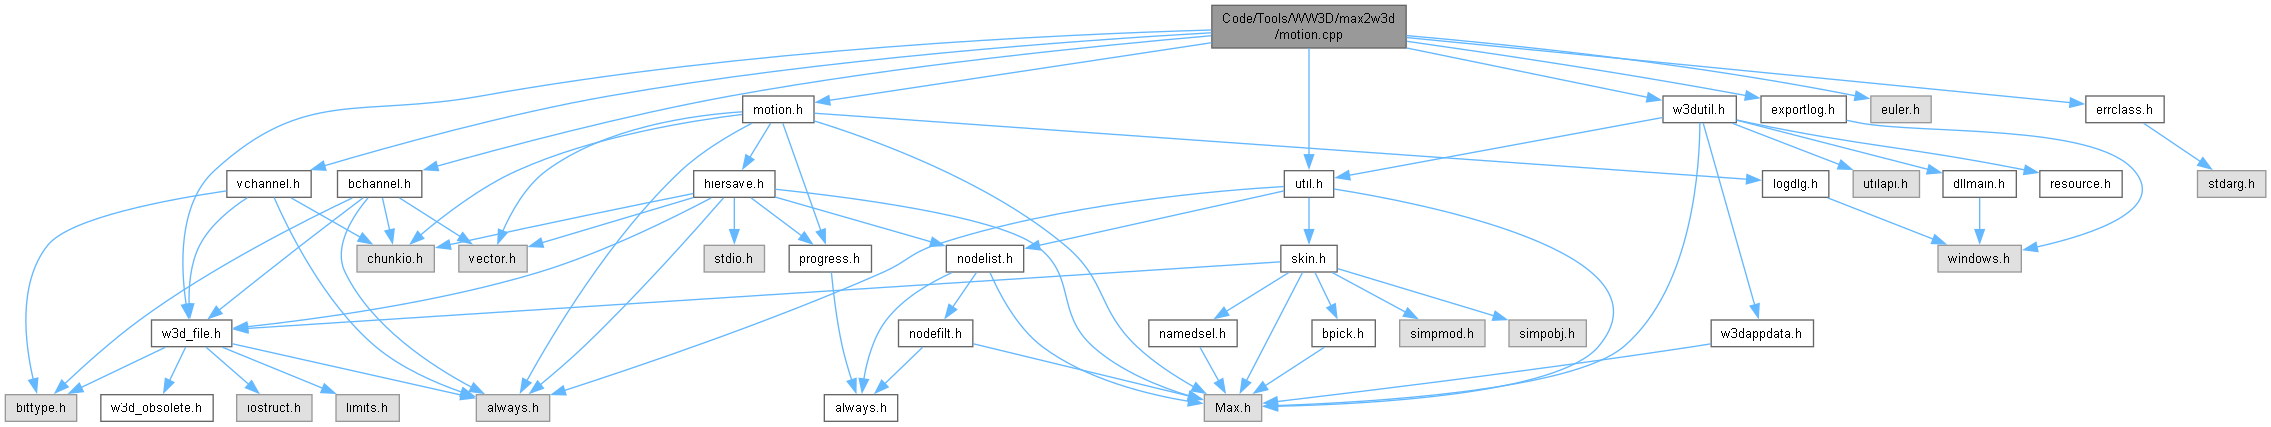 Code/Tools/WW3D/max2w3d
/motion.cpp
motion.h
w3dutil.h
exportlog.h
euler.h
errclass.h
vchannel.h
bchannel.h
hiersave.h
util.h
logdlg.h
utilapi.h
dllmain.h
resource.h
stdarg.h
chunkio.h
vector.h
stdio.h
progress.h
nodelist.h
skin.h
windows.h
w3d_file.h
nodefilt.h
namedsel.h
bpick.h
simpmod.h
simpobj.h
w3dappdata.h
bittype.h
w3d_obsolete.h
iostruct.h
limits.h
always.h
always.h
Max.h